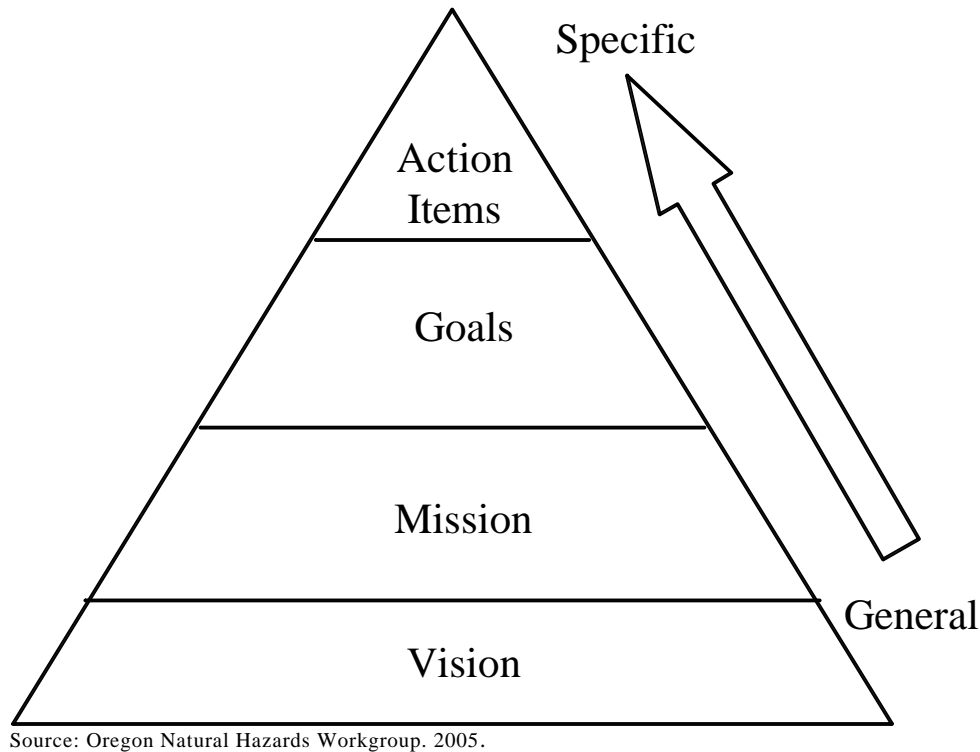 Specific
Action
Items
Goals
Mission
General
Vision
Source: Oregon Natural Hazards Workgroup. 2005.